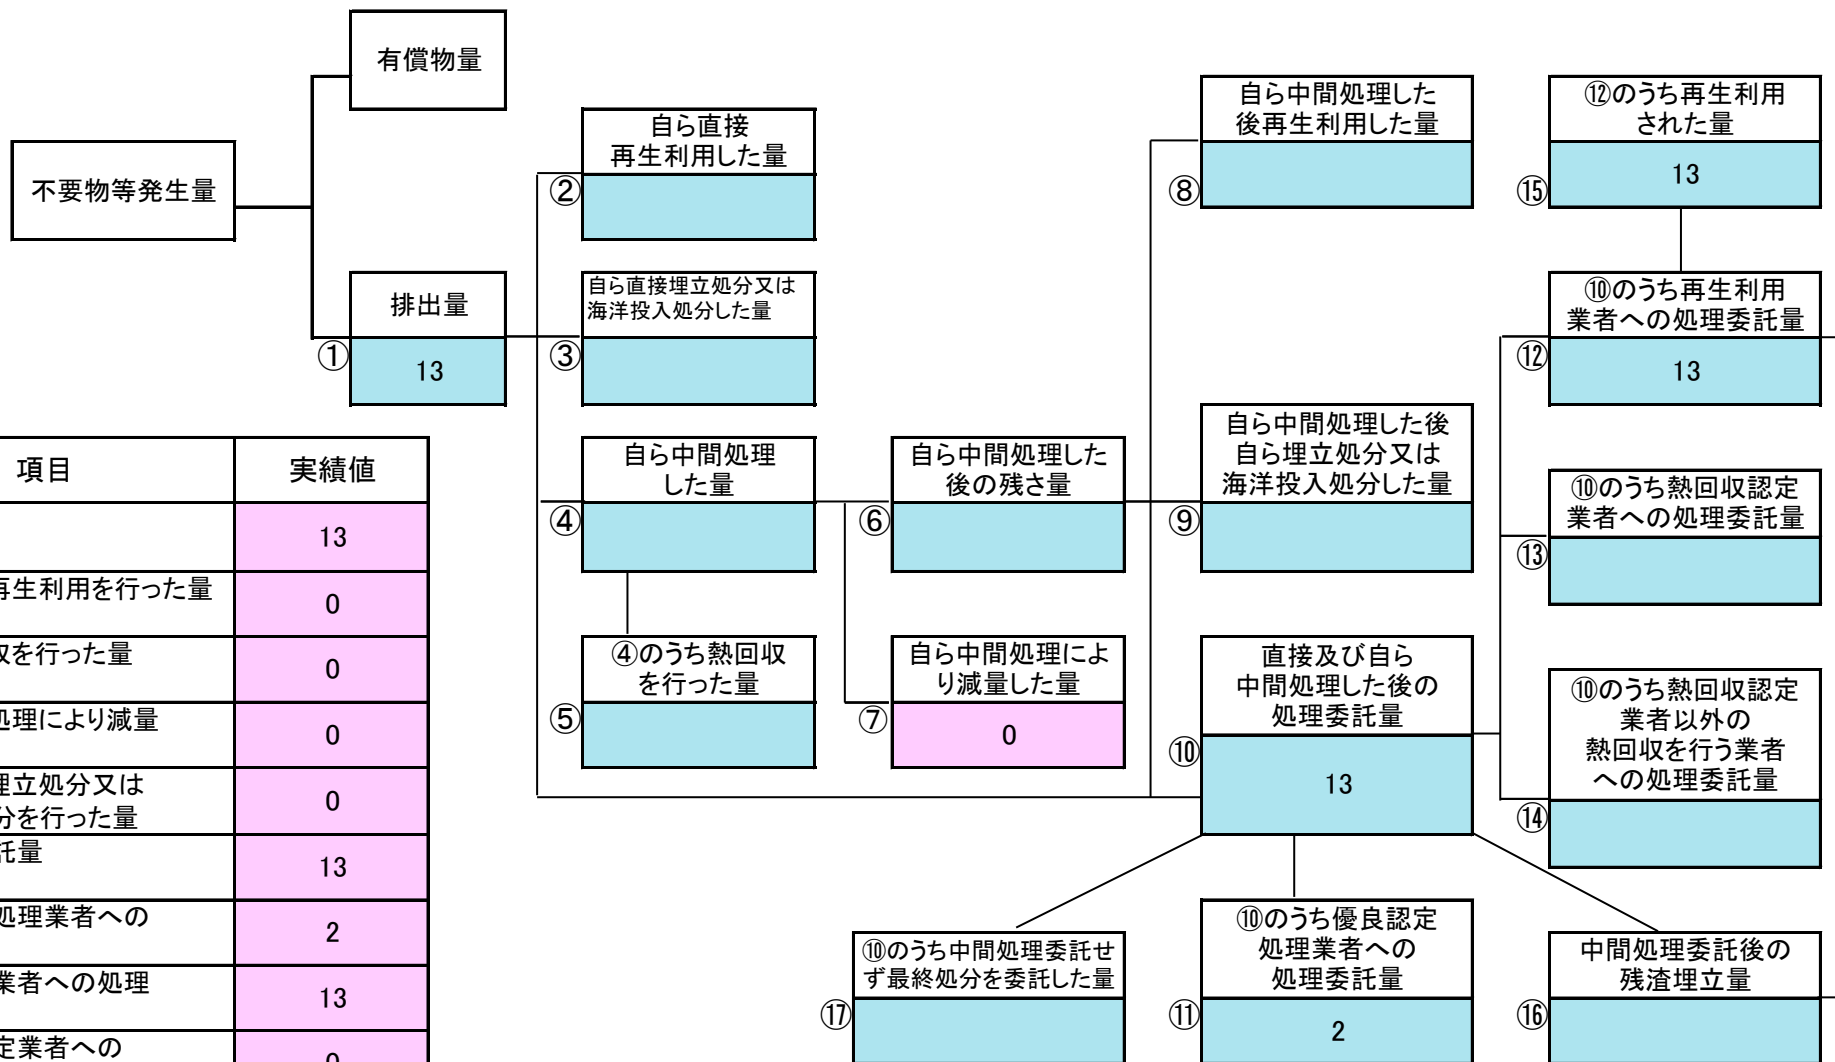 有償物量
不要物等発生量
排出量
①
13
自ら直接
再生利用した量
②
自ら直接埋立処分又は
海洋投入処分した量
③
自ら中間処理
した量
④
④のうち熱回収
を行った量
⑤
自ら中間処理した
後の残さ量
⑥
自ら中間処理によ
り減量した量
⑦
0
自ら中間処理した
後再生利用した量
⑧
自ら中間処理した後
自ら埋立処分又は
海洋投入処分した量
⑨
直接及び自ら
中間処理した後の
処理委託量
⑩
13
⑫のうち再生利用
された量
⑮
13
⑩のうち再生利用
業者への処理委託量
⑫
13
⑩のうち熱回収認定
業者への処理委託量
⑬
⑩のうち熱回収認定
業者以外の
熱回収を行う業者
への処理委託量
⑭
⑩のうち中間処理委託せ
ず最終処分を委託した量
⑰
⑩のうち優良認定
処理業者への
処理委託量
⑪
2
中間処理委託後の
残渣埋立量
⑯
項目 実績値
13
再生利用を行った量
0
を行った量
0
処理により減量
0
埋立処分又は
分を行った量
0
託量
13
処理業者への
2
業者への処理
13
定業者への
0